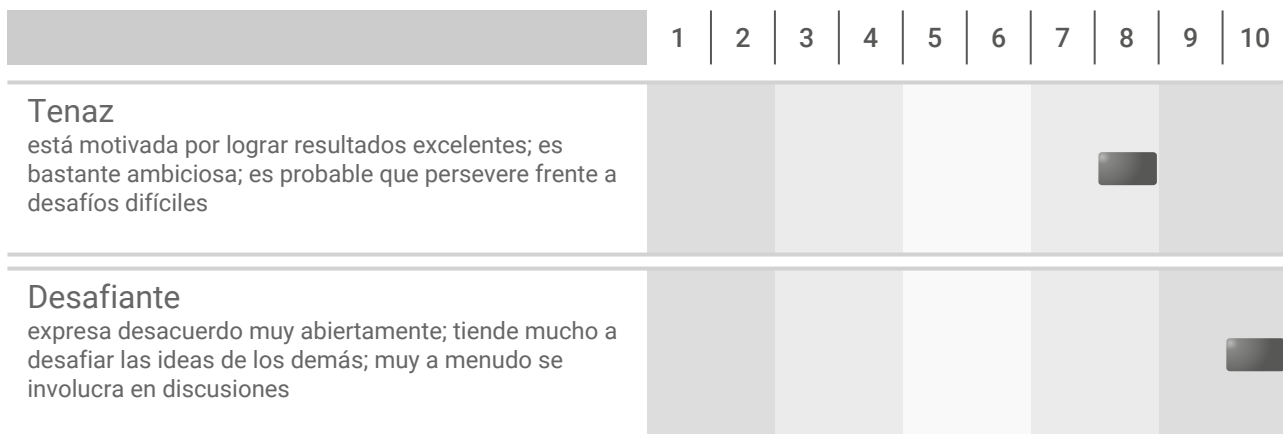 1 2 3 4 5 6 7 8 9 10
Tenaz
está motivada por lograr resultados excelentes; es
bastante ambiciosa; es probable que persevere frente a
desafíos difíciles
Desafiante
expresa desacuerdo muy abiertamente; tiende mucho a
desafiar las ideas de los demás; muy a menudo se
involucra en discusiones